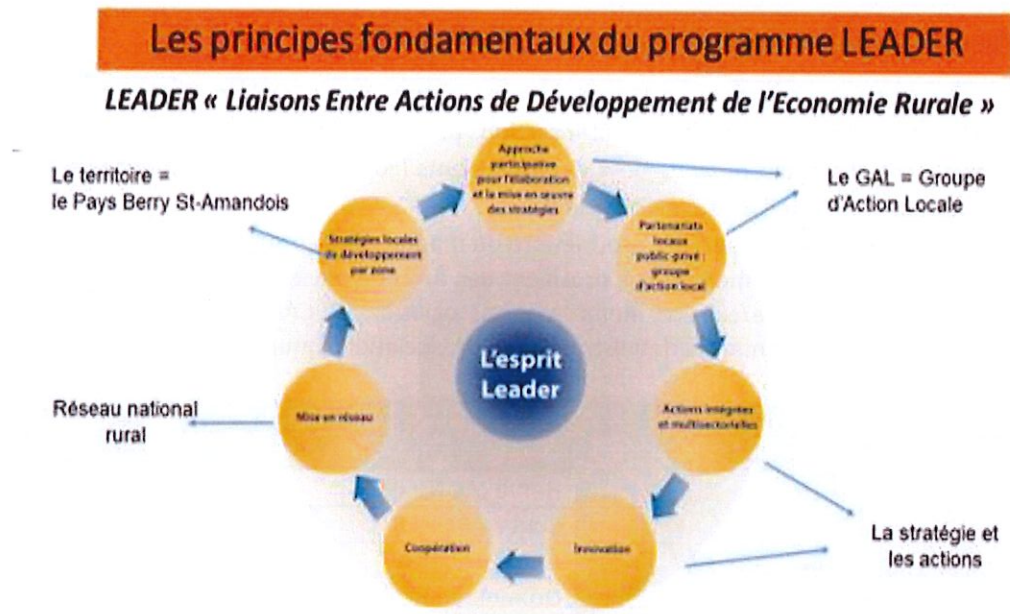 Les principes fondamentaux du programme LEADER
LEADER « Liaisons Entre Actions de Développement de l'Economie Rurale »
Approche
participative
pour l'élaboration
et la mise en œuvre
des stratégies
Le territoire =
le Pays Berry St-Amandois
Le GAL = Groupe
d'Action Locale
Stratégies locales
de développement
par zone
Partenariats
locaux
public-privé :
groupe
d'action local
L'esprit
Leader
Réseau national
rural
Mise en réseau
Actions intégrées
et multisectorielles
Coopération
Innovation
La stratégie et
les actions